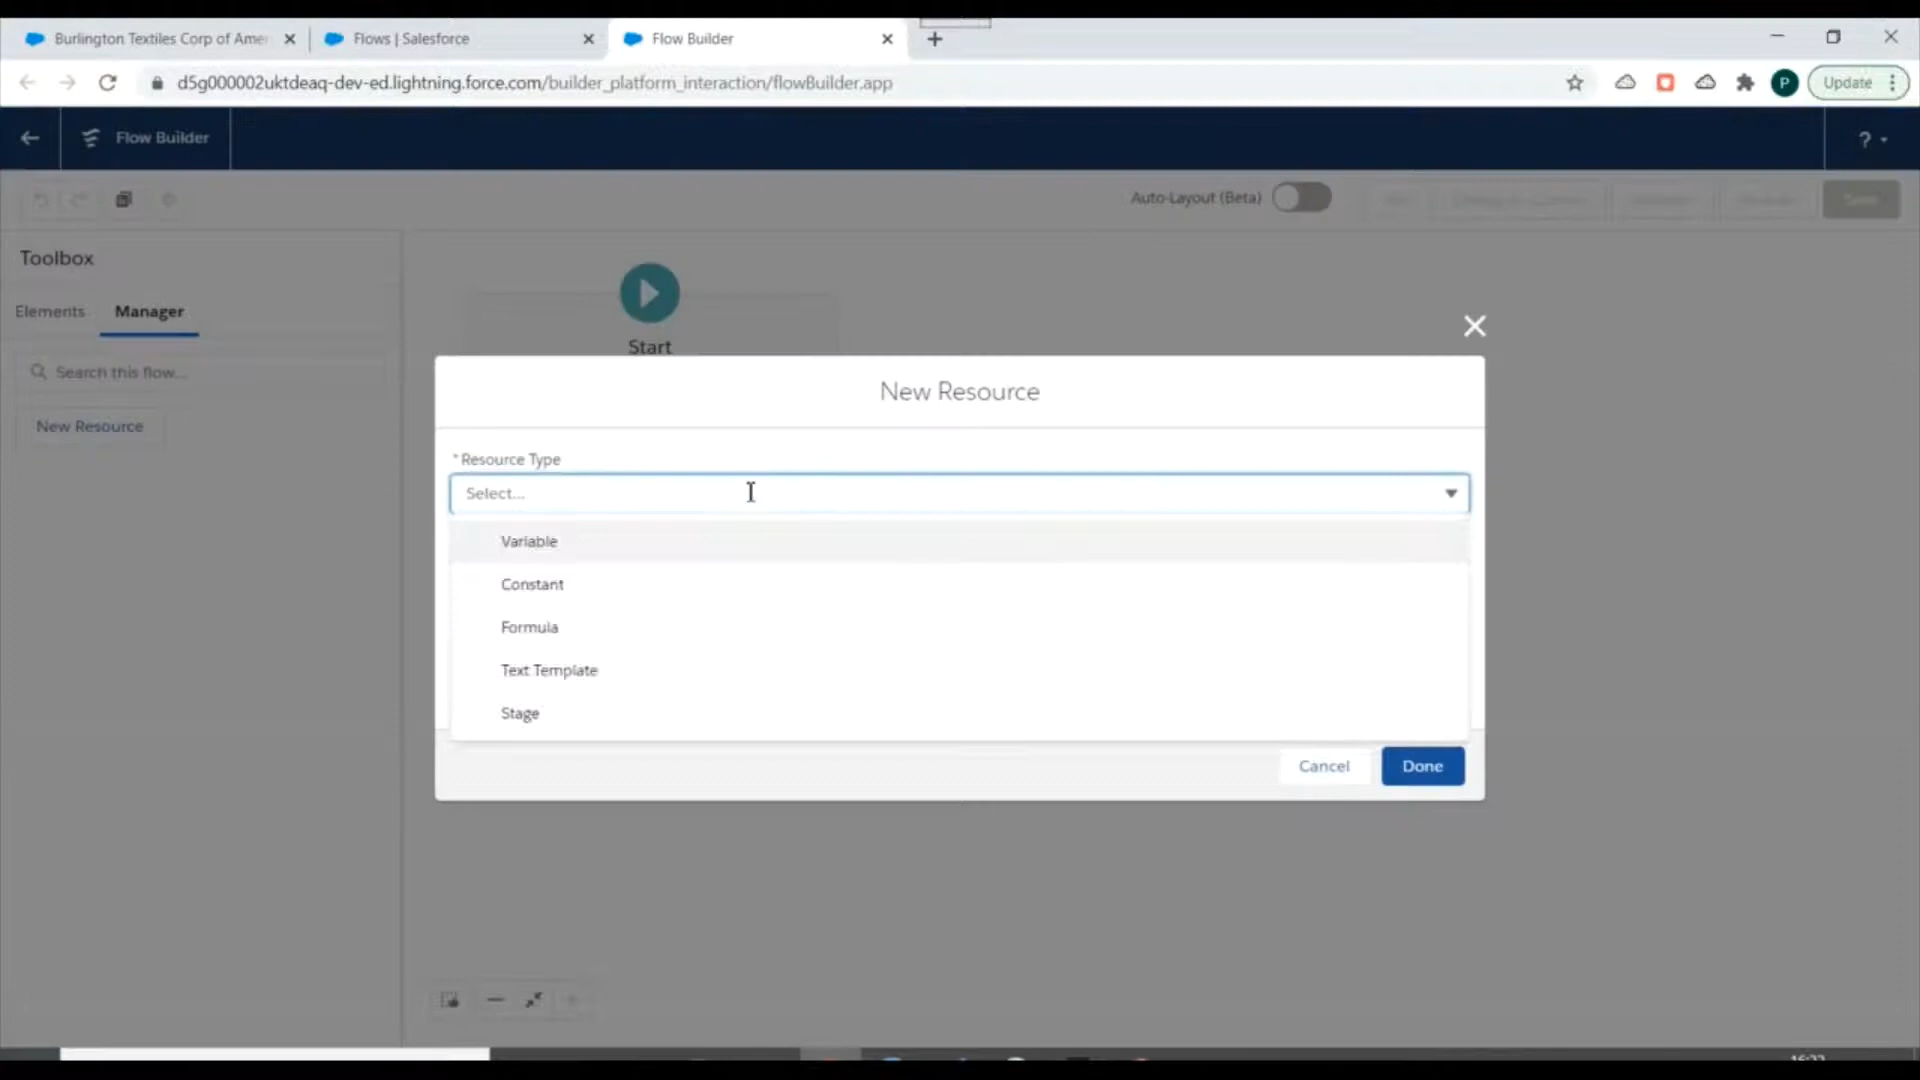 Burlington Textiles Corp of Amer
Flows | Salesforce
Flow Builder
d5g000002uktdeaq-dev-ed.lightning.force.com/builder_platform_interaction/flowBuilder.app
P
Update
Flow Builder
?
Auto-Layout (Beta)
Toolbox
Elements
Manager
Start
Search this flow...
New Resource
New Resource
* Resource Type
Select...
Variable
Constant
Formula
Text Template
Stage
Cancel
Done